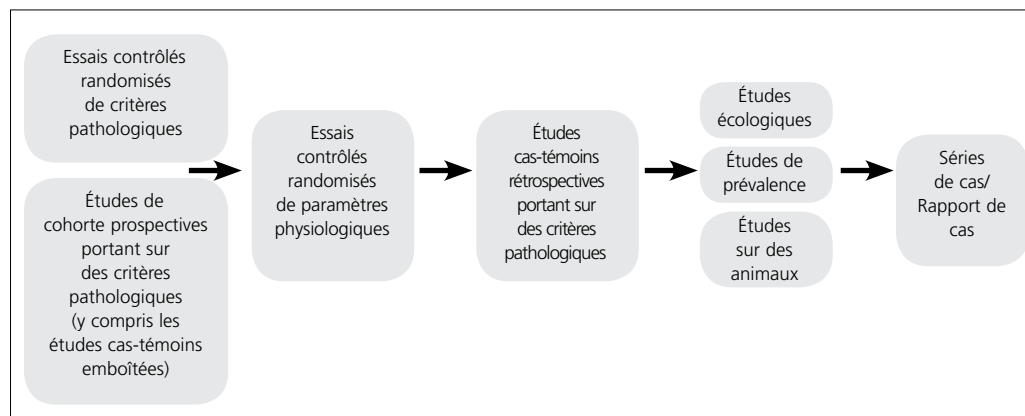 Essais contrôlés
randomisés
de critères
pathologiques
Études de
cohorte prospectives
portant sur
des critères
pathologiques
(y compris les
études cas-témoins
emboîtées)
Essais
contrôlés
randomisés
de paramètres
physiologiques
Études
cas-témoins
rétrospectives
portant sur
des critères
pathologiques
Études
écologiques
Études de
prévalence
Études
sur des
animaux
Séries
de cas/
Rapport de
cas